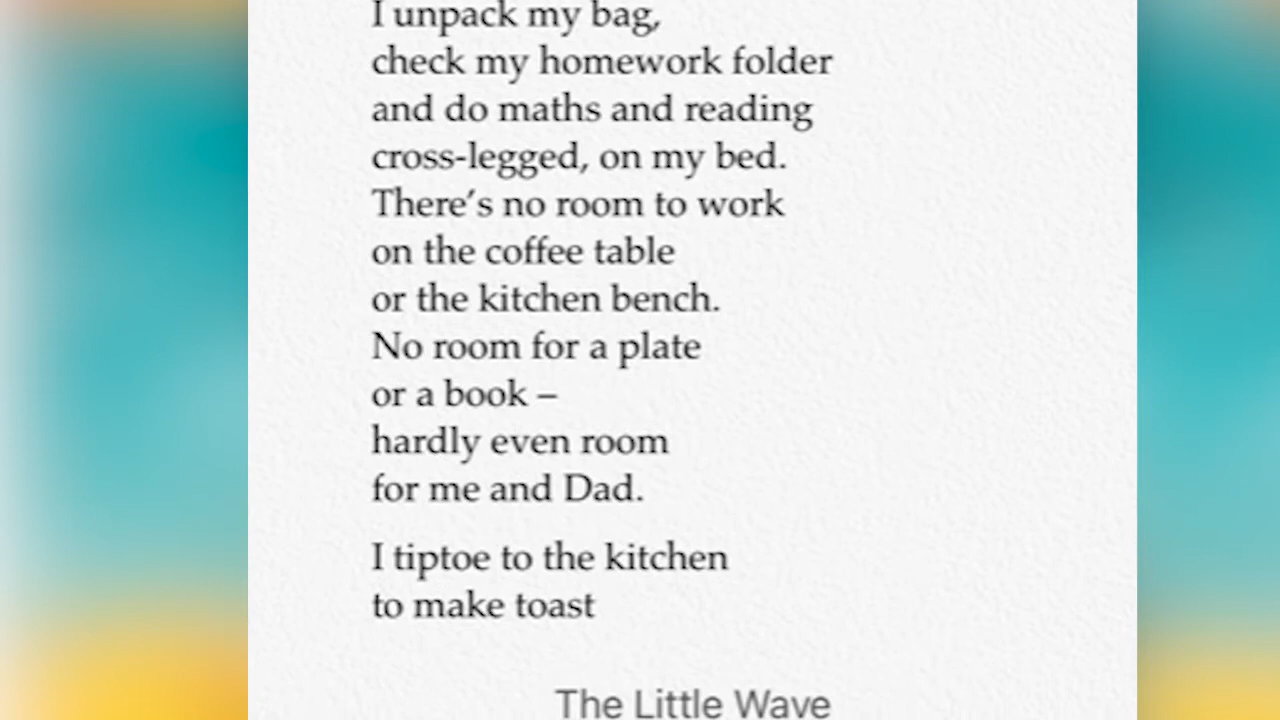 I unpack my bag,
check my homework folder
and do maths and reading
cross-legged, on my bed.
There’s no room to work
on the coffee table
or the kitchen bench.
No room for a plate
or a book –
hardly even room
for me and Dad.
I tiptoe to the kitchen
to make toast
The Little Wave